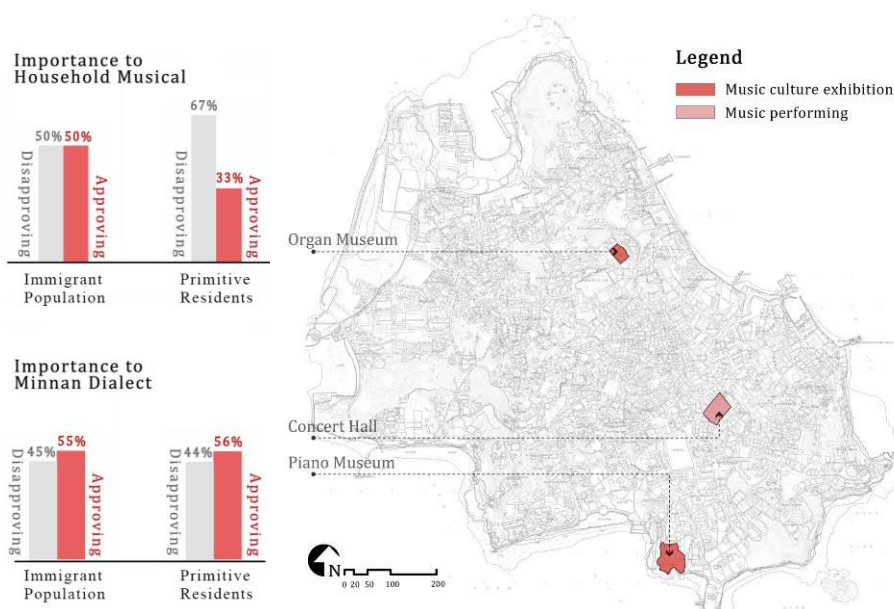 Importance to
Household Musical
50%
50%
Disapproving
Approving
Immigrant
Population
67%
33%
Disapproving
Approving
Primitive
Residents
Importance to
Minnan Dialect
45%
55%
Disapproving
Approving
Immigrant
Population
44%
56%
Disapproving
Approving
Primitive
Residents
Legend
Music culture exhibition
Music performing
Organ Museum
Concert Hall
Piano Museum
N
0 20 50 100 200